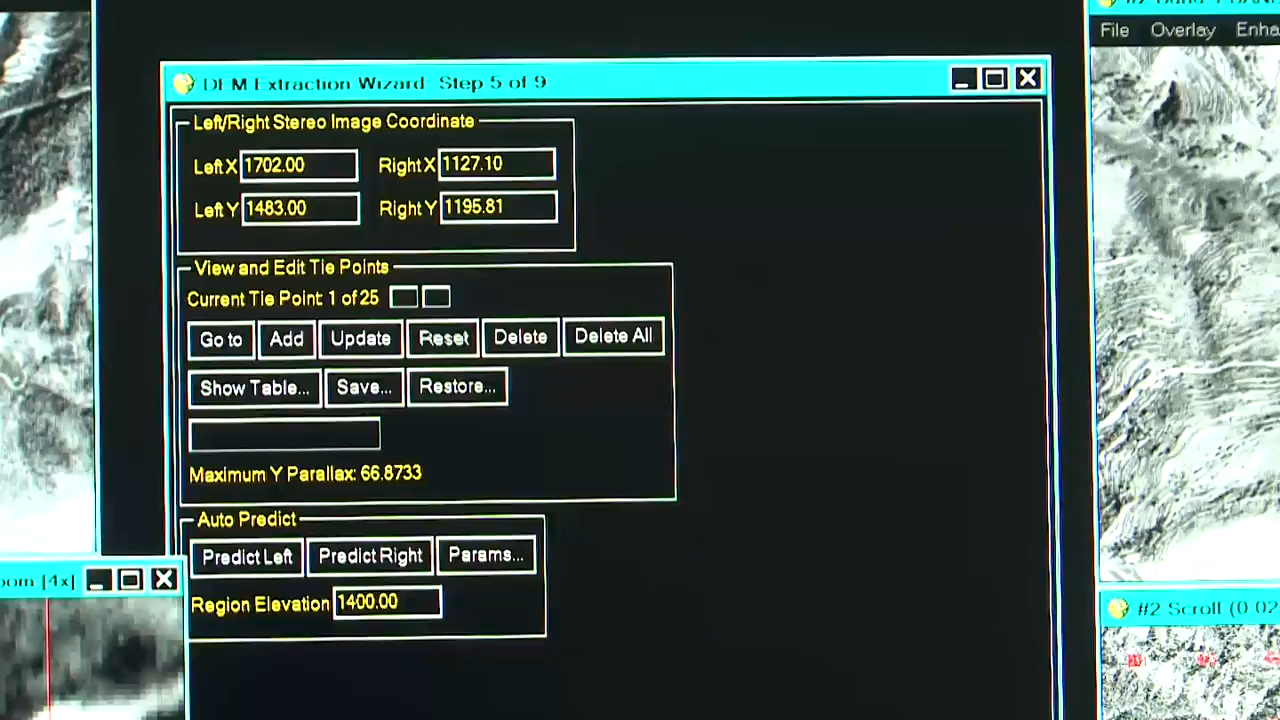 DEM Extraction Wizard: Step 5 of 9
Left/Right Stereo Image Coordinate
Left X 1702.00 Right X 1127.10
Left Y 1483.00 Right Y 1195.81
View and Edit Tie Points
Current Tie Point: 1 of 25
Go to Add Update Reset Delete Delete All
Show Table... Save... Restore...
Maximum Y Parallax: 66.8733
Auto Predict
Predict Left Predict Right Params...
Region Elevation 1400.00
oom [4x]
File Overlay Enha
#2 Scroll (0.02